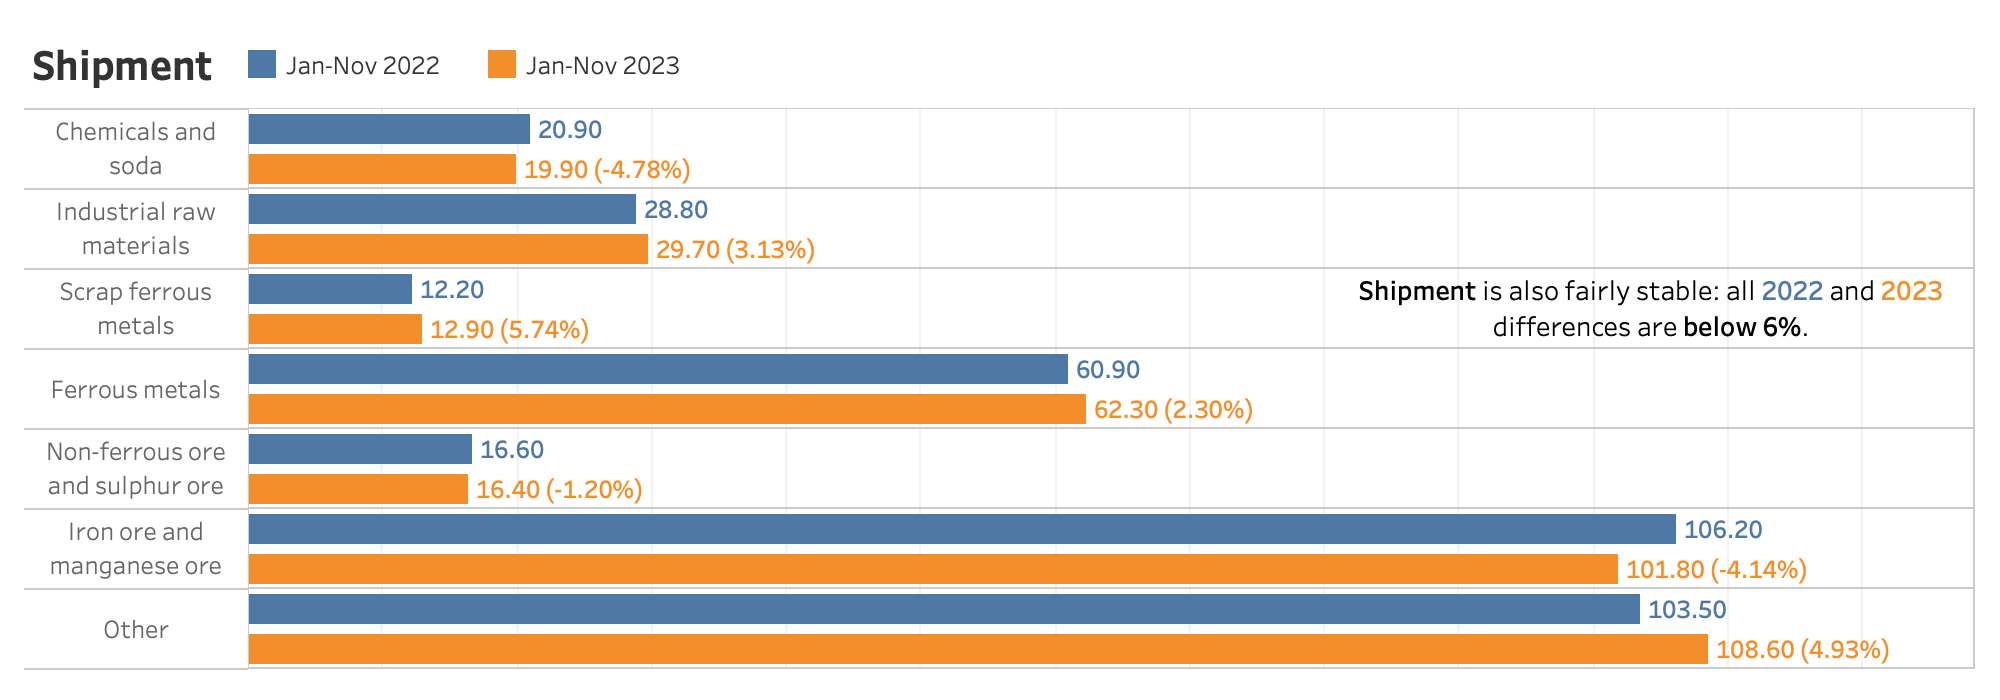 Shipment
Jan-Nov 2022
Jan-Nov 2023
Chemicals and
soda
20.90
19.90 (-4.78%)
Industrial raw
materials
28.80
29.70 (3.13%)
Scrap ferrous
metals
12.20
12.90 (5.74%)
Shipment is also fairly stable: all 2022 and 2023
differences are below 6%.
Ferrous metals
60.90
62.30 (2.30%)
Non-ferrous ore
and sulphur ore
16.60
16.40 (-1.20%)
Iron ore and
manganese ore
106.20
101.80 (-4.14%)
Other
103.50
108.60 (4.93%)